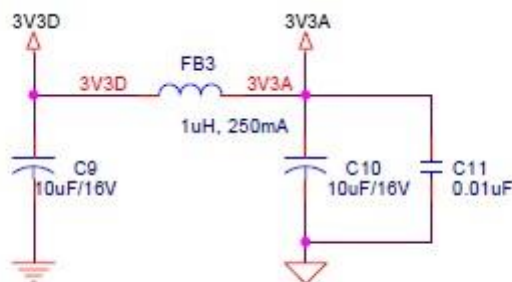 3V3D
3V3A
FB3
3V3D
3V3A
1uH, 250mA
C9
10uF/16V
C10
10uF/16V
C11
0.01uF